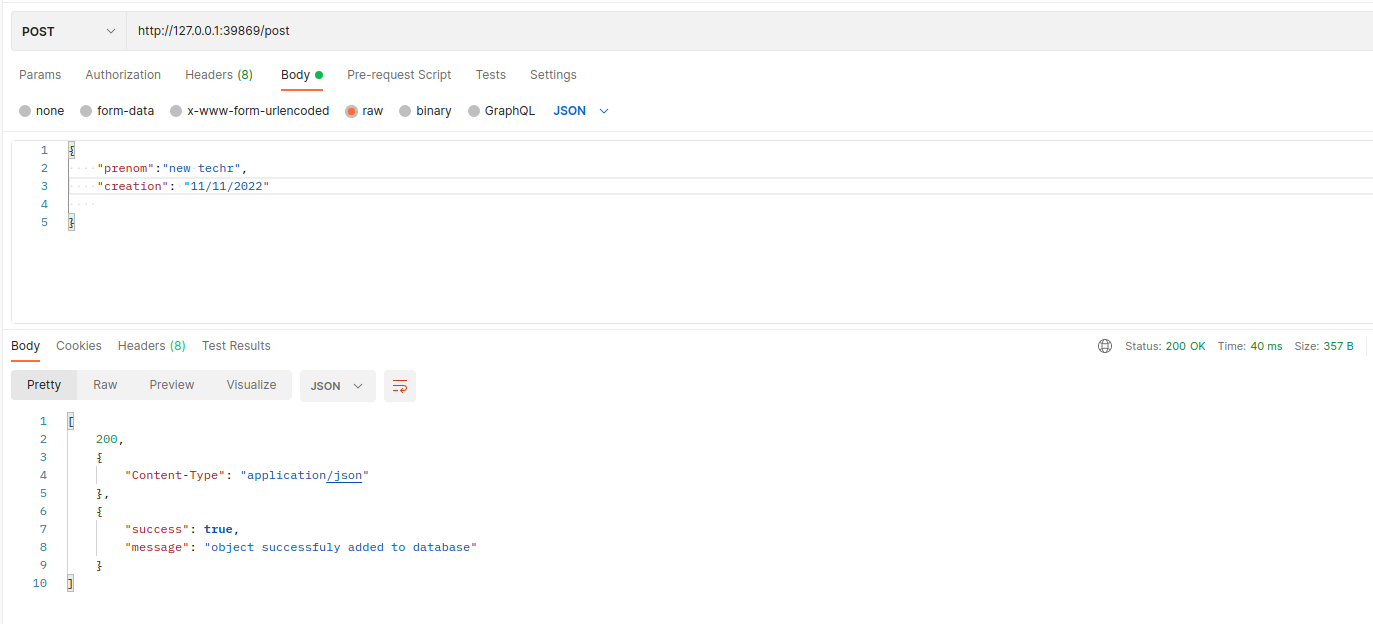 POST http://127.0.0.1:39869/post
Params Authorization Headers (8) Body Pre-request Script Tests Settings
none form-data x-www-form-urlencoded raw binary GraphQL JSON
1 {
2 "prenom":"new techr",
3 "creation": "11/11/2022"
4
5 }
Body Cookies Headers (8) Test Results Status: 200 OK Time: 40 ms Size: 357 B
Pretty Raw Preview Visualize JSON
1 [
2 200,
3 {
4 "Content-Type": "application/json"
5 },
6 {
7 "success": true,
8 "message": "object successfuly added to database"
9 }
10 ]